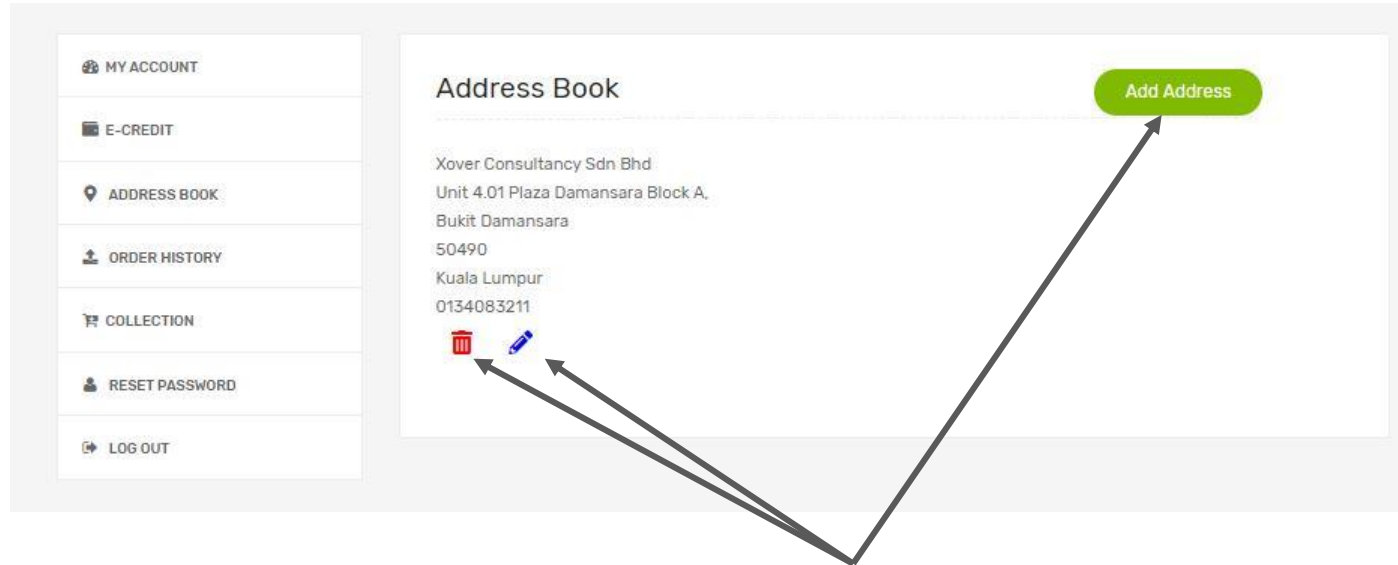 MY ACCOUNT
E-CREDIT
ADDRESS BOOK
ORDER HISTORY
COLLECTION
RESET PASSWORD
LOG OUT
Address Book
Add Address
Xover Consultancy Sdn Bhd
Unit 4.01 Plaza Damansara Block A,
Bukit Damansara
50490
Kuala Lumpur
0134083211